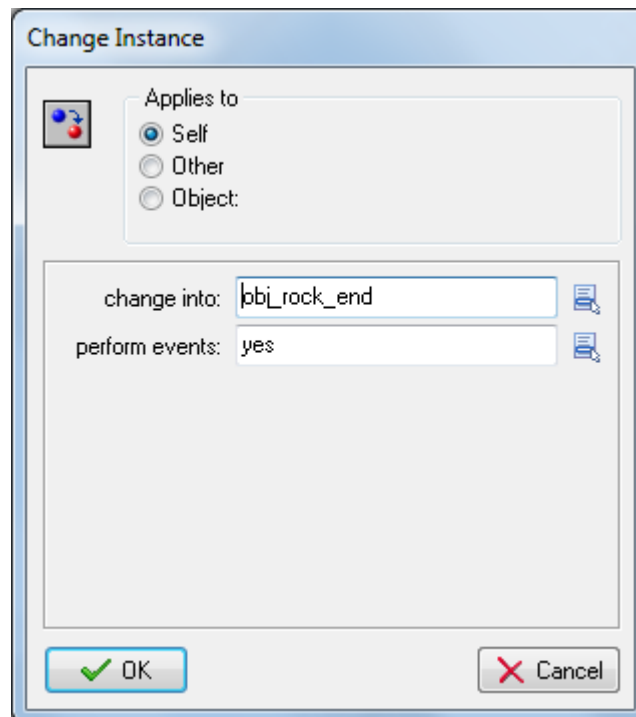 Change Instance
Applies to
Self
Other
Object:
change into: obj_rock_end
perform events: yes
OK
Cancel